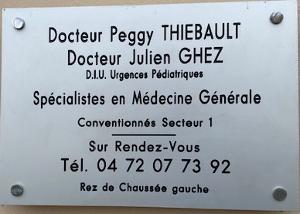 Docteur Peggy THIEBAULT
Docteur Julien GHEZ
D.I.U. Urgences Pédiatriques
Spécialistes en Médecine Générale
Conventionnés Secteur 1
Sur Rendez-Vous
Tél. 04 72 07 73 92
Rez de Chaussée gauche